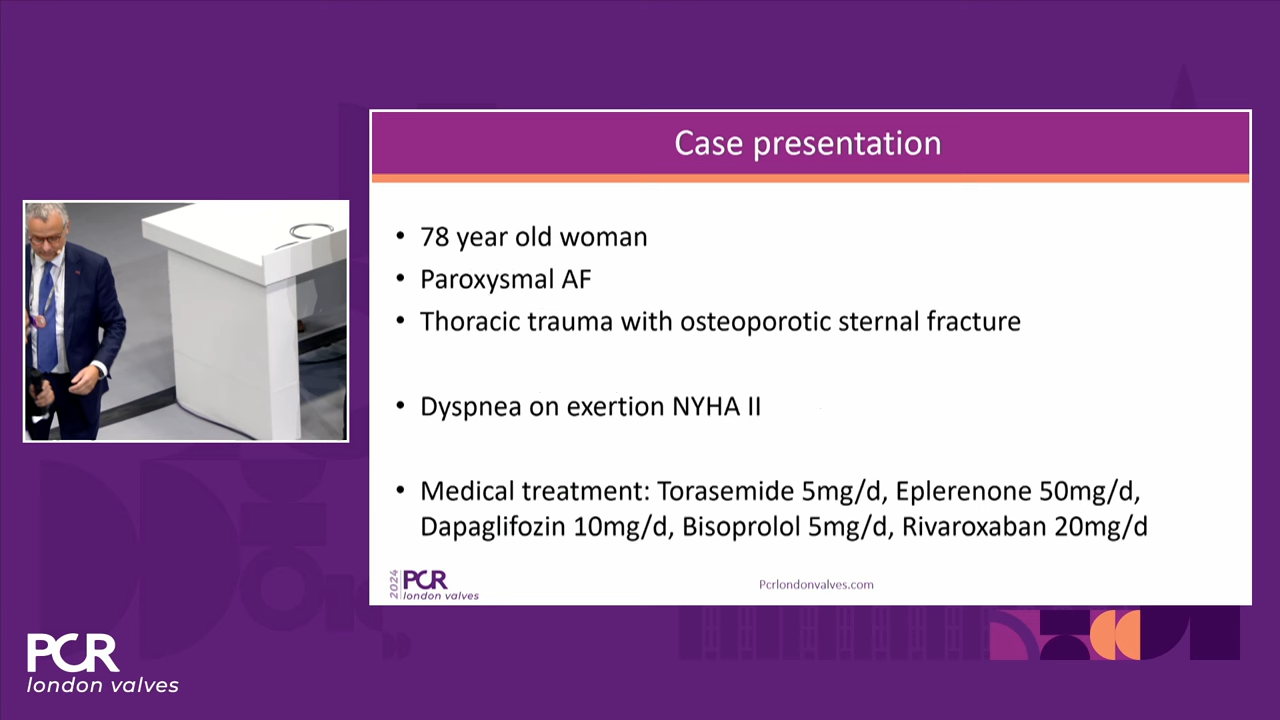 Case presentation
• 78 year old woman
• Paroxysmal AF
• Thoracic trauma with osteoporotic sternal fracture
• Dyspnea on exertion NYHA II
• Medical treatment: Torasemide 5mg/d, Eplerenone 50mg/d,
Dapaglifozin 10mg/d, Bisoprolol 5mg/d, Rivaroxaban 20mg/d
2024 PCR
london valves
Pcrlondonvalves.com
PCR
london valves